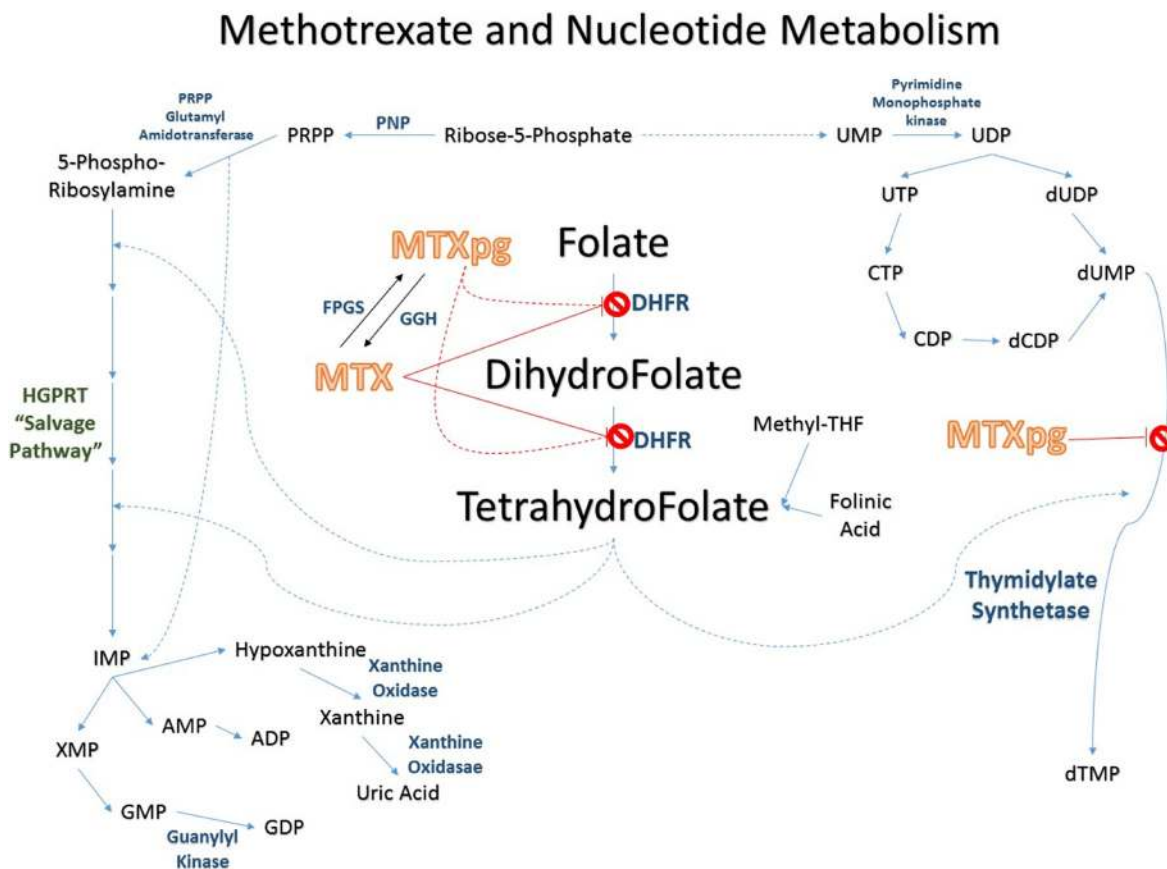 Methotrexate and Nucleotide Metabolism
PRPP
Glutamyl
Amidotransferase
PRPP
PNP
Ribose-5-Phosphate
UMP
Pyrimidine
Monophosphate
kinase
UDP
5-Phospho-
Ribosylamine
UTP
dUDP
CTP
dUMP
CDP
dCDP
MTXpg
Folate
FPGS
GGH
DHFR
MTX
DihydroFolate
DHFR
Methyl-THF
MTXpg
HGPRT
“Salvage
Pathway”
TetrahydroFolate
Folinic
Acid
Thymidylate
Synthetase
IMP
Hypoxanthine
Xanthine
Oxidase
Xanthine
AMP
ADP
XMP
Xanthine
Oxidasae
Uric Acid
dTMP
GMP
GDP
Guanylyl
Kinase